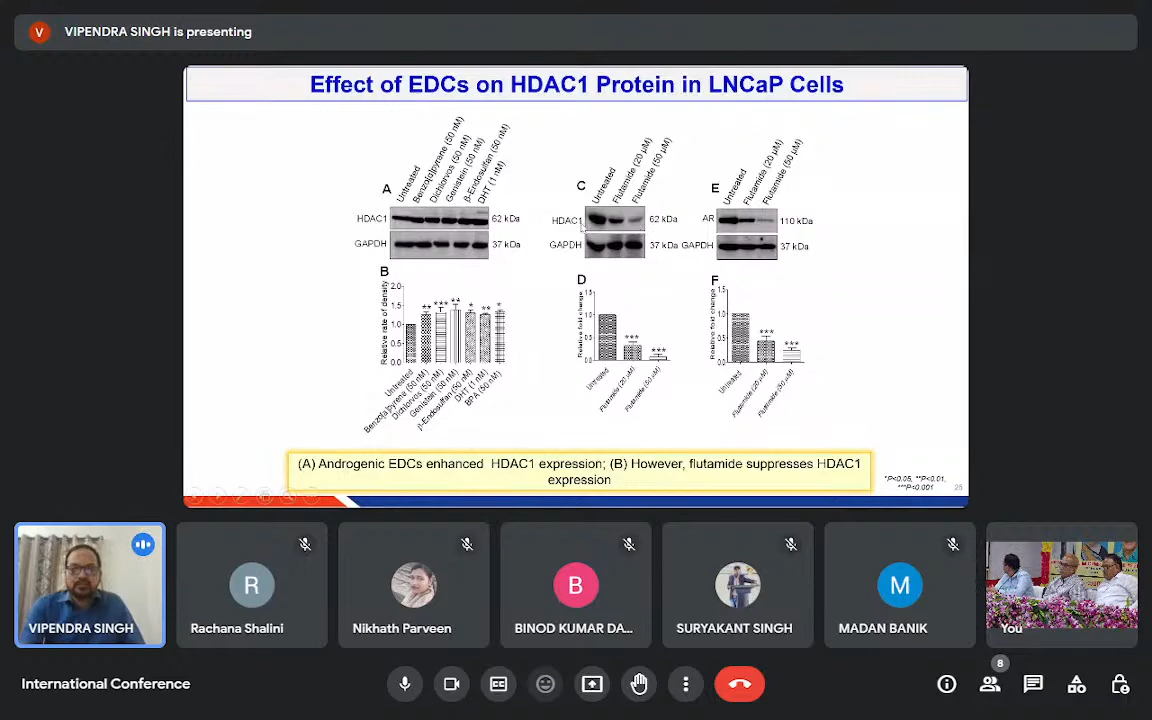 V
VIPENDRA SINGH is presenting
Effect of EDCs on HDAC1 Protein in LNCaP Cells
A
Untreated
Benzo[a]pyrene (50 nM)
Dichlorvos (50 nM)
Genistein (50 nM)
β-Endosulfan (50 nM)
DHT (1 nM)
HDAC1
62 kDa
GAPDH
37 kDa
B
Relative rate of density
2.0
1.5
1.0
0.5
0.0
**
***
**
*
**
*
Untreated
Benzo[a]pyrene (50 nM)
Dichlorvos (50 nM)
Genistein (50 nM)
β-Endosulfan (50 nM)
DHT (1 nM)
BPA (50 nM)
C
Untreated
Flutamide (20 µM)
Flutamide (50 µM)
HDAC1
62 kDa
GAPDH
37 kDa
D
Relative fold change
1.5
1.0
0.5
0.0
***
***
Untreated
Flutamide (20 µM)
Flutamide (50 µM)
E
Untreated
Flutamide (20 µM)
Flutamide (50 µM)
AR
110 kDa
GAPDH
37 kDa
F
Relative fold change
1.5
1.0
0.5
0.0
***
***
Untreated
Flutamide (20 µM)
Flutamide (50 µM)
(A) Androgenic EDCs enhanced HDAC1 expression; (B) However, flutamide suppresses HDAC1
expression
*P<0.05, **P<0.01,
***P<0.001
25
VIPENDRA SINGH
R
Rachana Shalini
Nikhath Parveen
B
BINOD KUMAR DA...
SURYAKANT SINGH
M
MADAN BANIK
You
International Conference
8